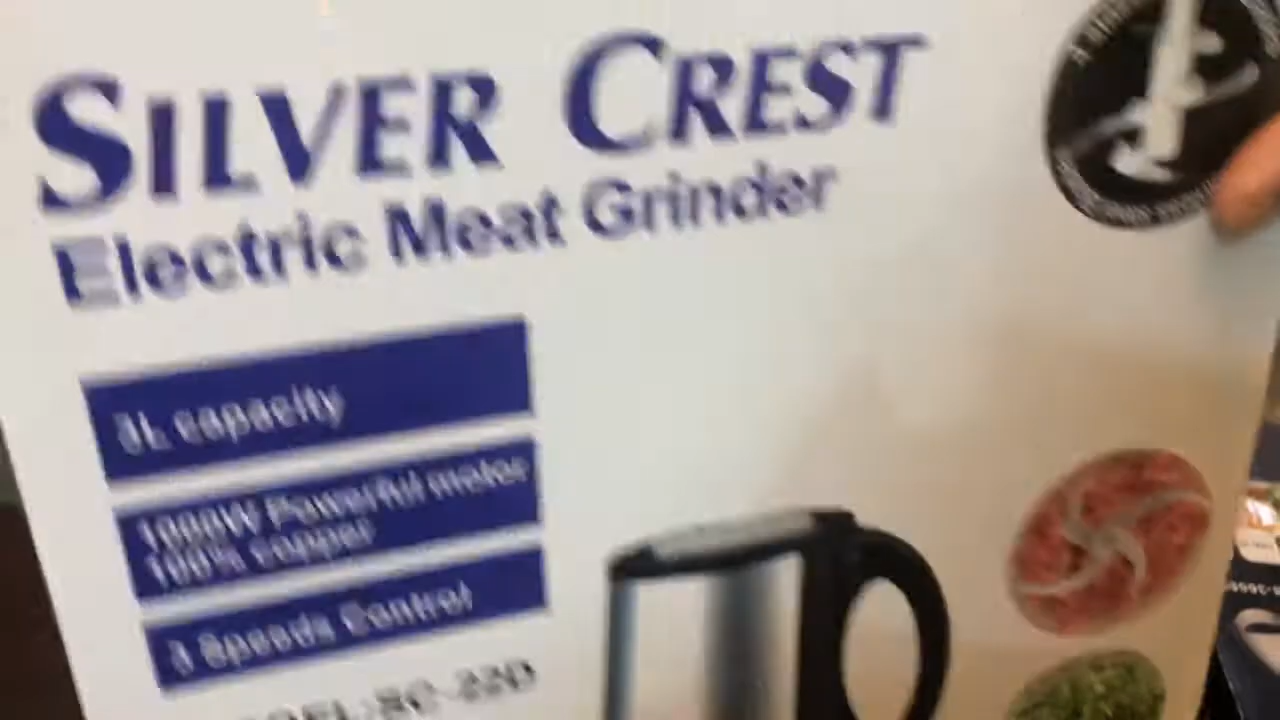 SILVER CREST
Electric Meat Grinder
3L capacity
1000W Powerful motor
100% copper
3 Speeds Control